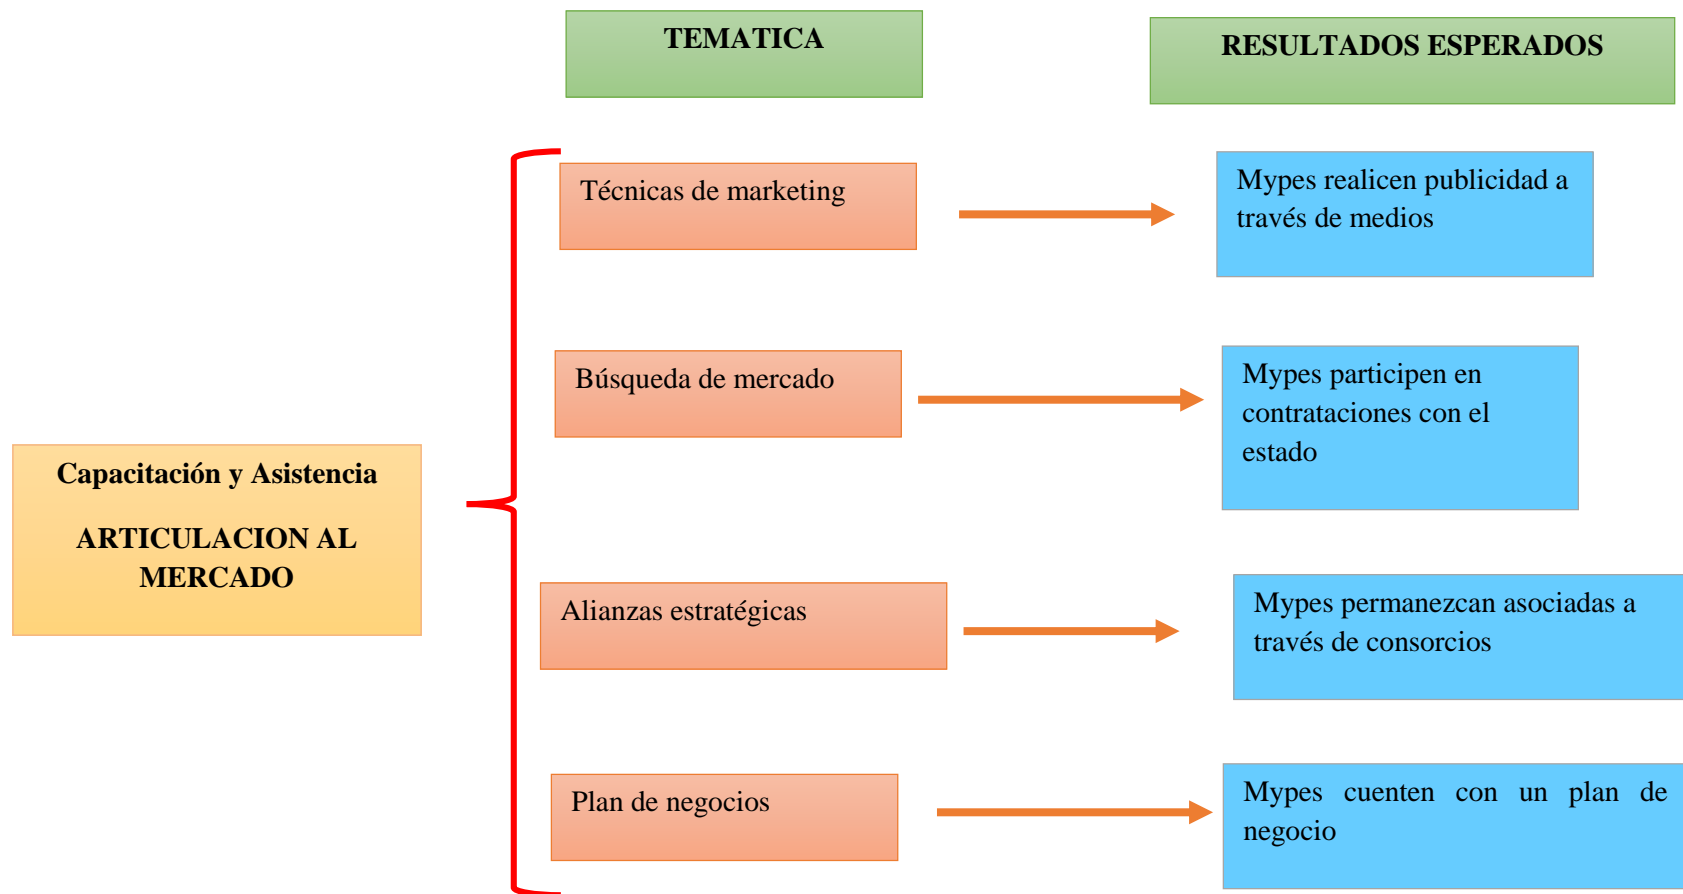 TEMATICA
RESULTADOS ESPERADOS
Técnicas de marketing
Mypes realicen publicidad a
través de medios
Búsqueda de mercado
Mypes participen en
contrataciones con el
estado
Capacitación y Asistencia
ARTICULACION AL
MERCADO
Alianzas estratégicas
Mypes permanezcan asociadas a
través de consorcios
Plan de negocios
Mypes cuenten con un plan de
negocio